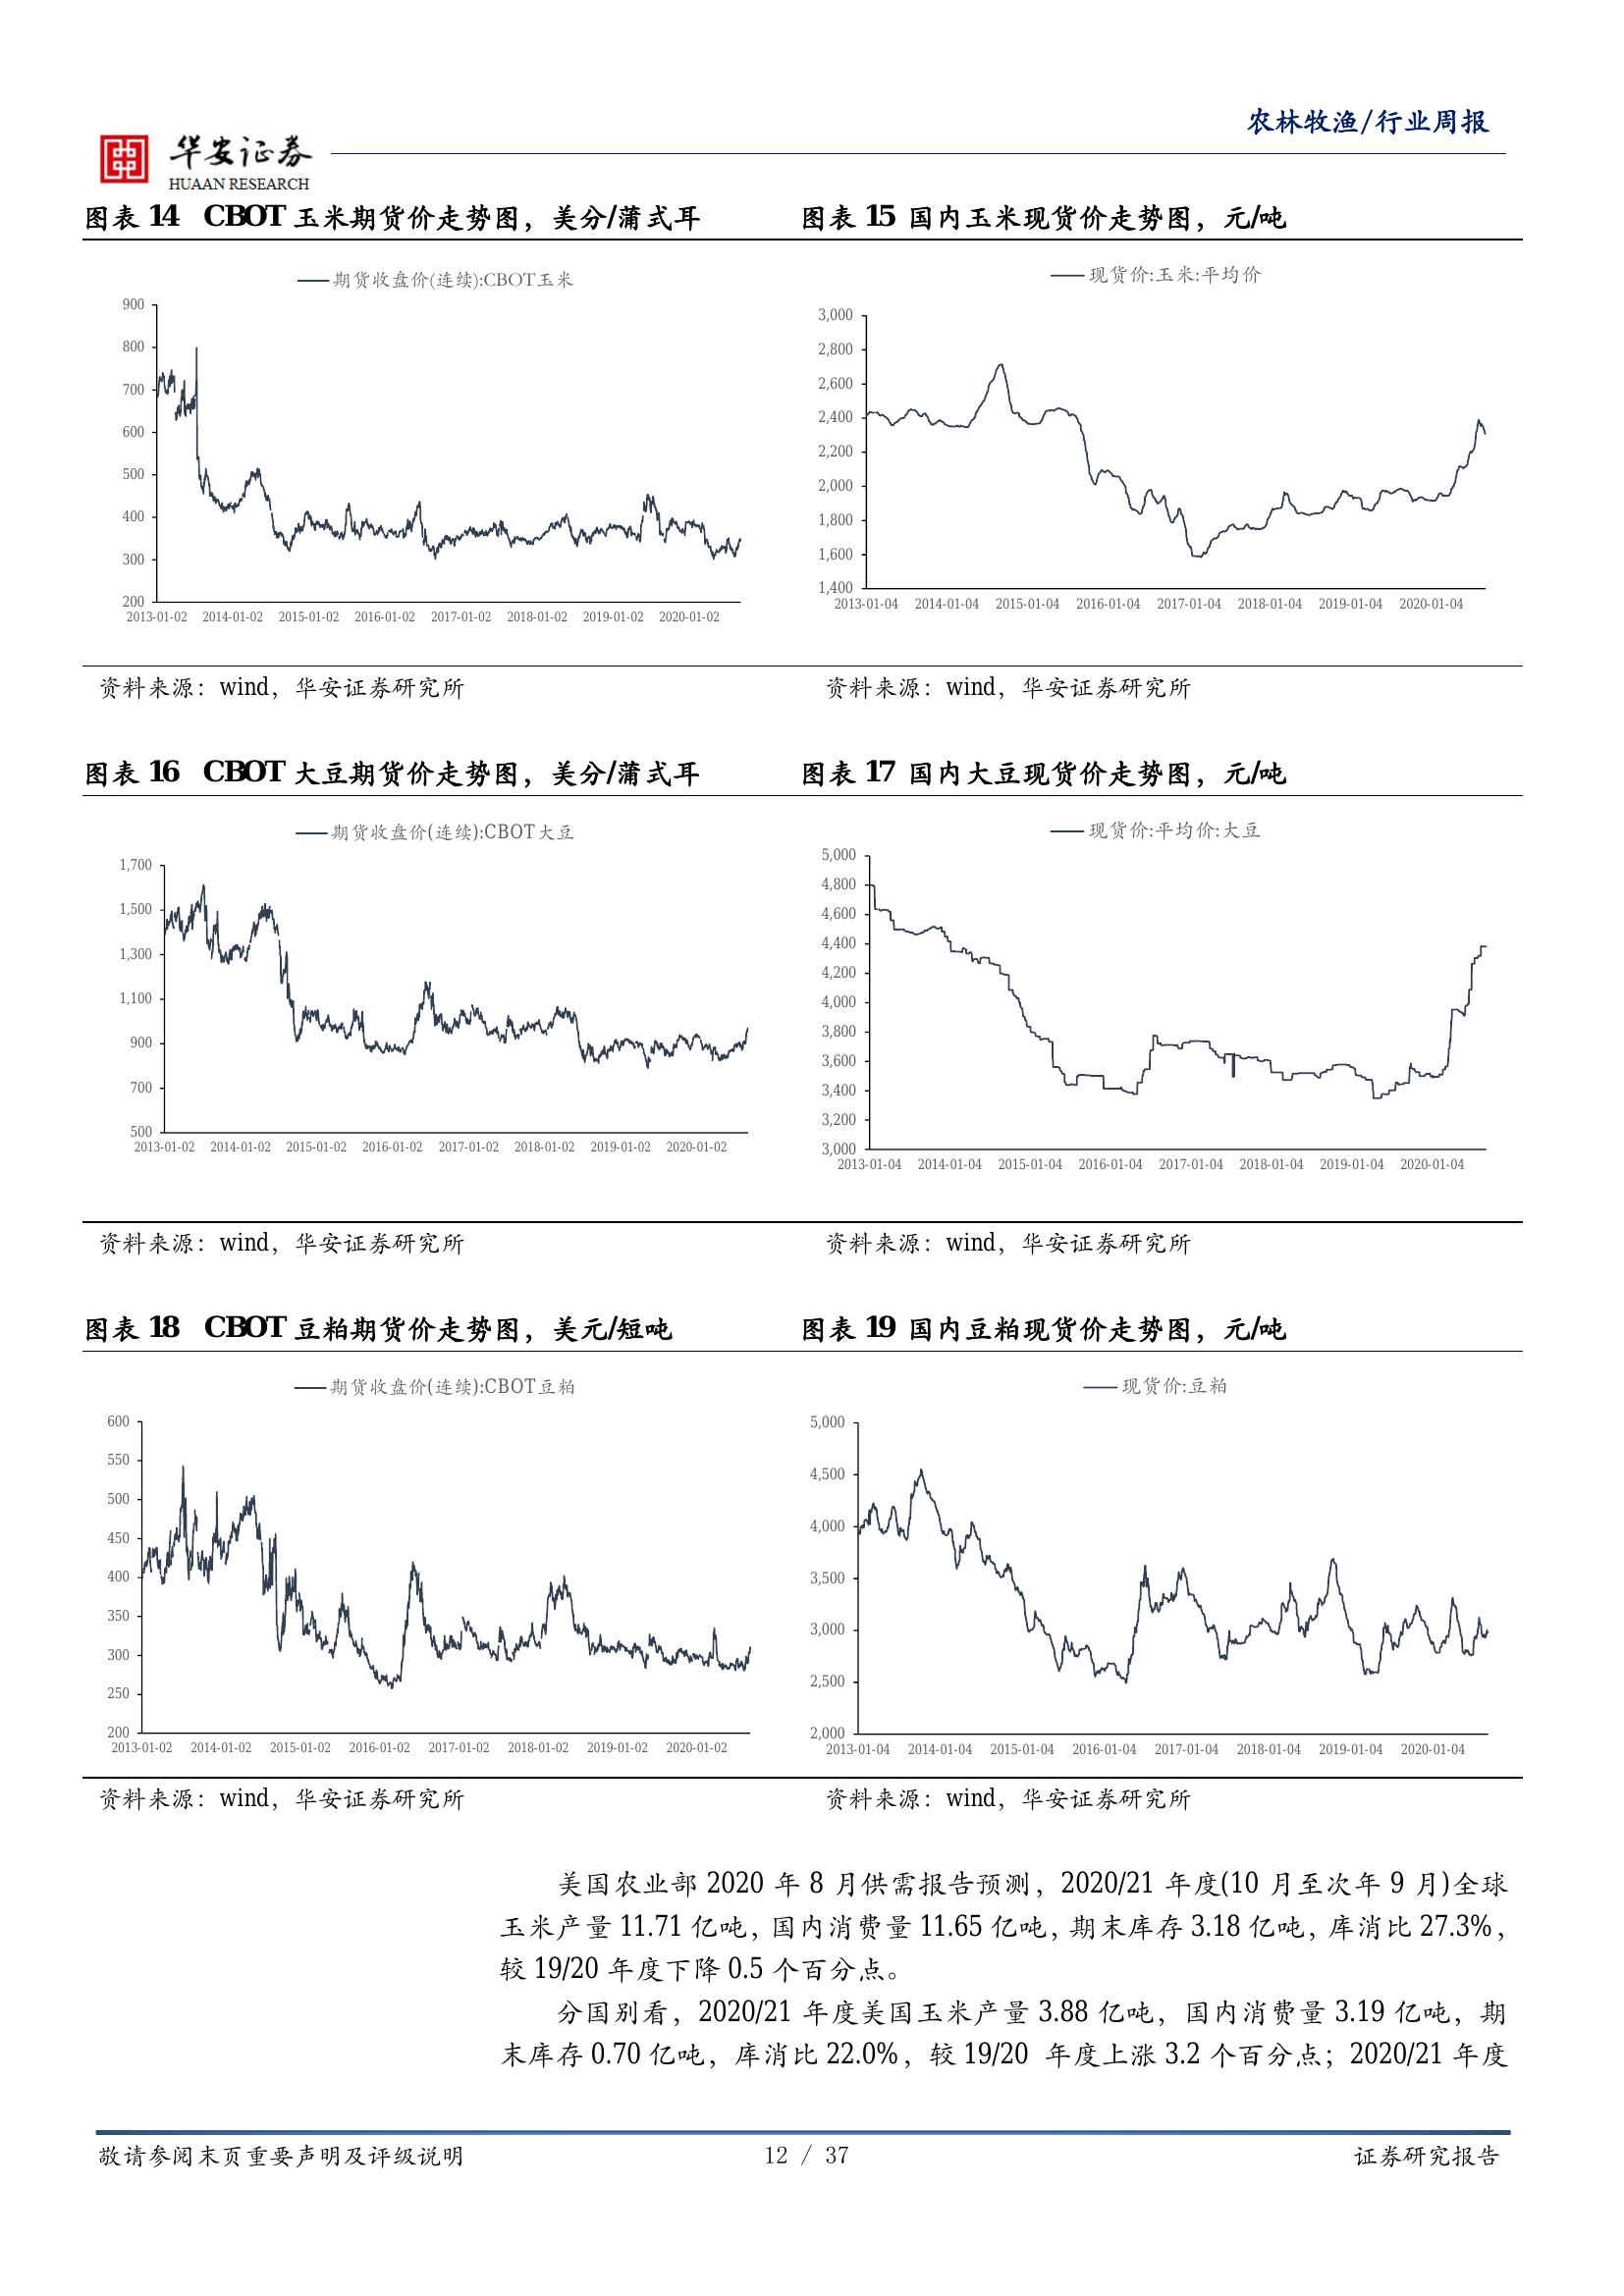 农林牧渔/行业周报
华安证券
HUAAN RESEARCH
图表 14 CBOT 玉米期货价走势图，美分/蒲式耳
图表 15 国内玉米现货价走势图，元/吨
期货收盘价(连续):CBOT玉米
900
800
700
600
500
400
300
200
2013-01-02 2014-01-02 2015-01-02 2016-01-02 2017-01-02 2018-01-02 2019-01-02 2020-01-02
现货价:玉米:平均价
3,000
2,800
2,600
2,400
2,200
2,000
1,800
1,600
1,400
2013-01-04 2014-01-04 2015-01-04 2016-01-04 2017-01-04 2018-01-04 2019-01-04 2020-01-04
资料来源：wind，华安证券研究所
资料来源：wind，华安证券研究所
图表 16 CBOT 大豆期货价走势图，美分/蒲式耳
图表 17 国内大豆现货价走势图，元/吨
期货收盘价(连续):CBOT大豆
1,700
1,500
1,300
1,100
900
700
500
2013-01-02 2014-01-02 2015-01-02 2016-01-02 2017-01-02 2018-01-02 2019-01-02 2020-01-02
现货价:平均价:大豆
5,000
4,800
4,600
4,400
4,200
4,000
3,800
3,600
3,400
3,200
3,000
2013-01-04 2014-01-04 2015-01-04 2016-01-04 2017-01-04 2018-01-04 2019-01-04 2020-01-04
资料来源：wind，华安证券研究所
资料来源：wind，华安证券研究所
图表 18 CBOT 豆粕期货价走势图，美元/短吨
图表 19 国内豆粕现货价走势图，元/吨
期货收盘价(连续):CBOT豆粕
600
550
500
450
400
350
300
250
200
2013-01-02 2014-01-02 2015-01-02 2016-01-02 2017-01-02 2018-01-02 2019-01-02 2020-01-02
现货价:豆粕
5,000
4,500
4,000
3,500
3,000
2,500
2,000
2013-01-04 2014-01-04 2015-01-04 2016-01-04 2017-01-04 2018-01-04 2019-01-04 2020-01-04
资料来源：wind，华安证券研究所
资料来源：wind，华安证券研究所
美国农业部 2020 年 8 月供需报告预测，2020/21 年度(10 月至次年 9 月)全球
玉米产量 11.71 亿吨，国内消费量 11.65 亿吨，期末库存 3.18 亿吨，库消比 27.3%，
较 19/20 年度下降 0.5 个百分点。
分国别看，2020/21 年度美国玉米产量 3.88 亿吨，国内消费量 3.19 亿吨，期
末库存 0.70 亿吨，库消比 22.0%，较 19/20 年度上涨 3.2 个百分点；2020/21 年度
敬请参阅末页重要声明及评级说明
12 / 37
证券研究报告